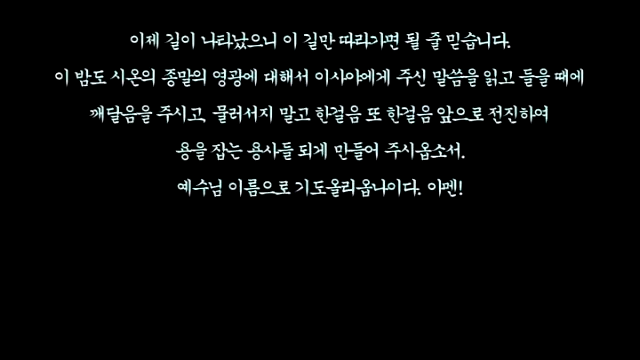 이제 길이 나타났으니 이 길만 따라가면 될 줄 믿습니다.
이 밤도 시온의 종말의 영광에 대해서 이사야에게 주신 말씀을 읽고 들을 때에
깨달음을 주시고, 물러서지 말고 한걸음 또 한걸음 앞으로 전진하여
용을 잡는 용사들 되게 만들어 주시옵소서.
예수님 이름으로 기도올리옵나이다. 아멘!